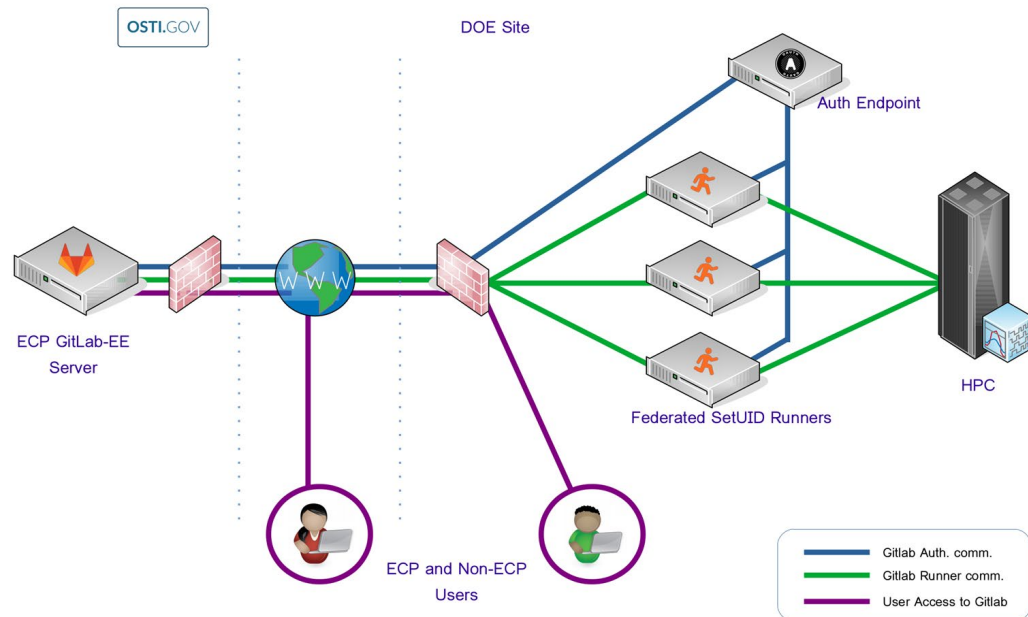 OSTI.GOV
DOE Site
Auth Endpoint
WWW
ECP GitLab-EE
Server
Federated SetUID Runners
HPC
ECP and Non-ECP
Users
Gitlab Auth. comm.
Gitlab Runner comm.
User Access to Gitlab
A